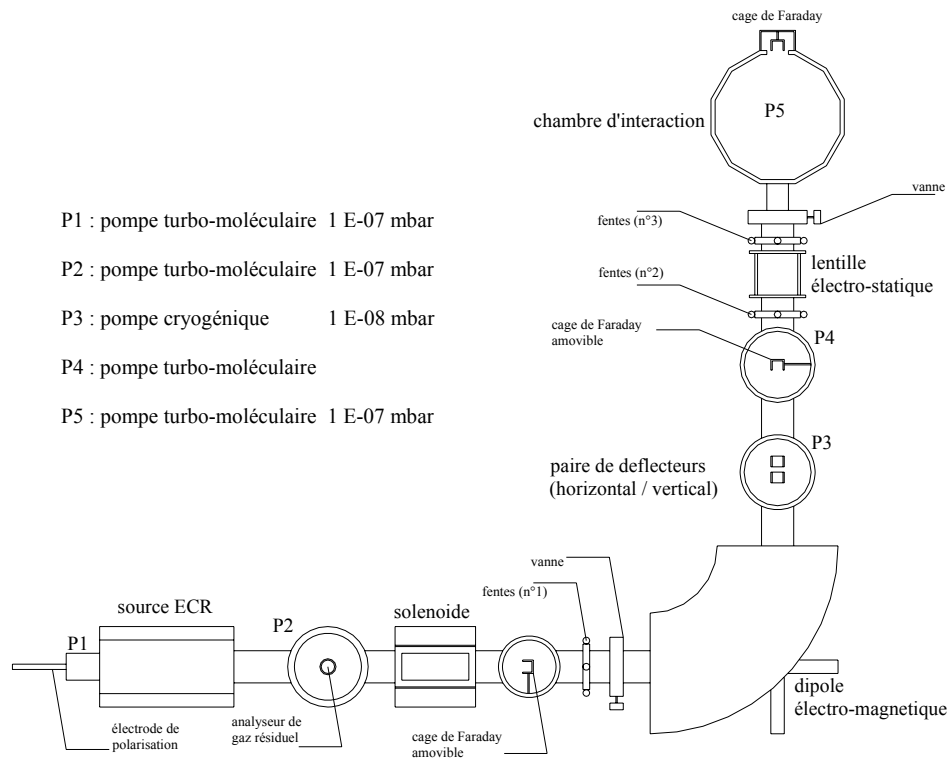 cage de Faraday
P5
chambre d'interaction
vanne
P1 : pompe turbo-moléculaire 1 E-07 mbar
fentes (n°3)
P2 : pompe turbo-moléculaire 1 E-07 mbar
lentille
électro-statique
fentes (n°2)
P3 : pompe cryogénique 1 E-08 mbar
cage de Faraday
amovible
P4
P4 : pompe turbo-moléculaire
P5 : pompe turbo-moléculaire 1 E-07 mbar
P3
paire de deflecteurs
(horizontal / vertical)
vanne
fentes (n°1)
source ECR
solenoide
P1
P2
dipole
électro-magnetique
électrode de
polarisation
analyseur de
gaz résiduel
cage de Faraday
amovible